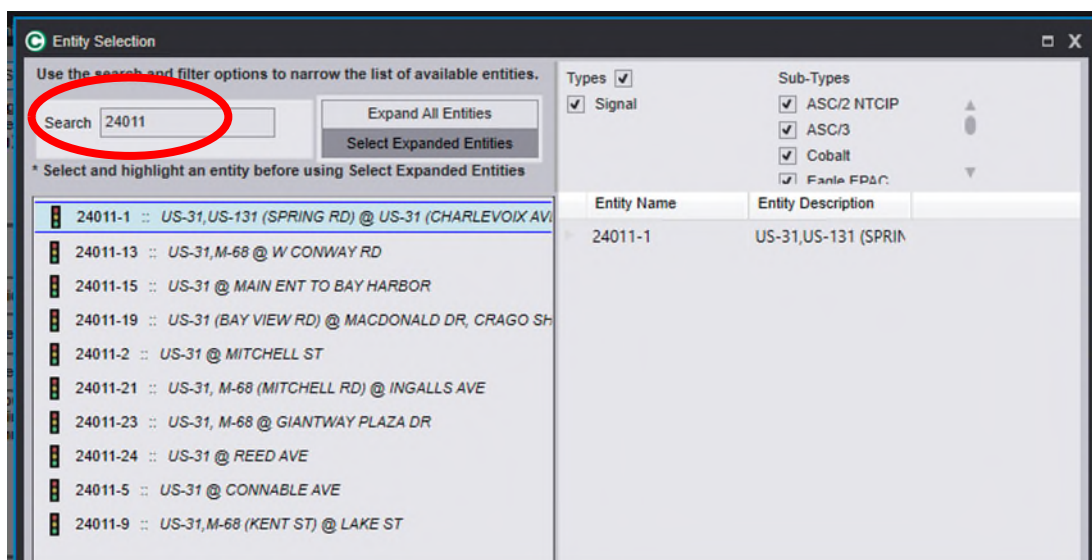 Entity Selection
X
Use the search and filter options to narrow the list of available entities.
Search 24011
Expand All Entities
Select Expanded Entities
* Select and highlight an entity before using Select Expanded Entities
24011-1 :: US-31,US-131 (SPRING RD) @ US-31 (CHARLEVOIX AV
24011-13 :: US-31,M-68 @ W CONWAY RD
24011-15 :: US-31 @ MAIN ENT TO BAY HARBOR
24011-19 :: US-31 (BAY VIEW RD) @ MACDONALD DR, CRAGO SH
24011-2 :: US-31 @ MITCHELL ST
24011-21 :: US-31, M-68 (MITCHELL RD) @ INGALLS AVE
24011-23 :: US-31, M-68 @ GIANTWAY PLAZA DR
24011-24 :: US-31 @ REED AVE
24011-5 :: US-31 @ CONNABLE AVE
24011-9 :: US-31,M-68 (KENT ST) @ LAKE ST
Types
Signal
Sub-Types
ASC/2 NTCIP
ASC/3
Cobalt
Eagle EPAC
Entity Name Entity Description
24011-1 US-31,US-131 (SPRIN